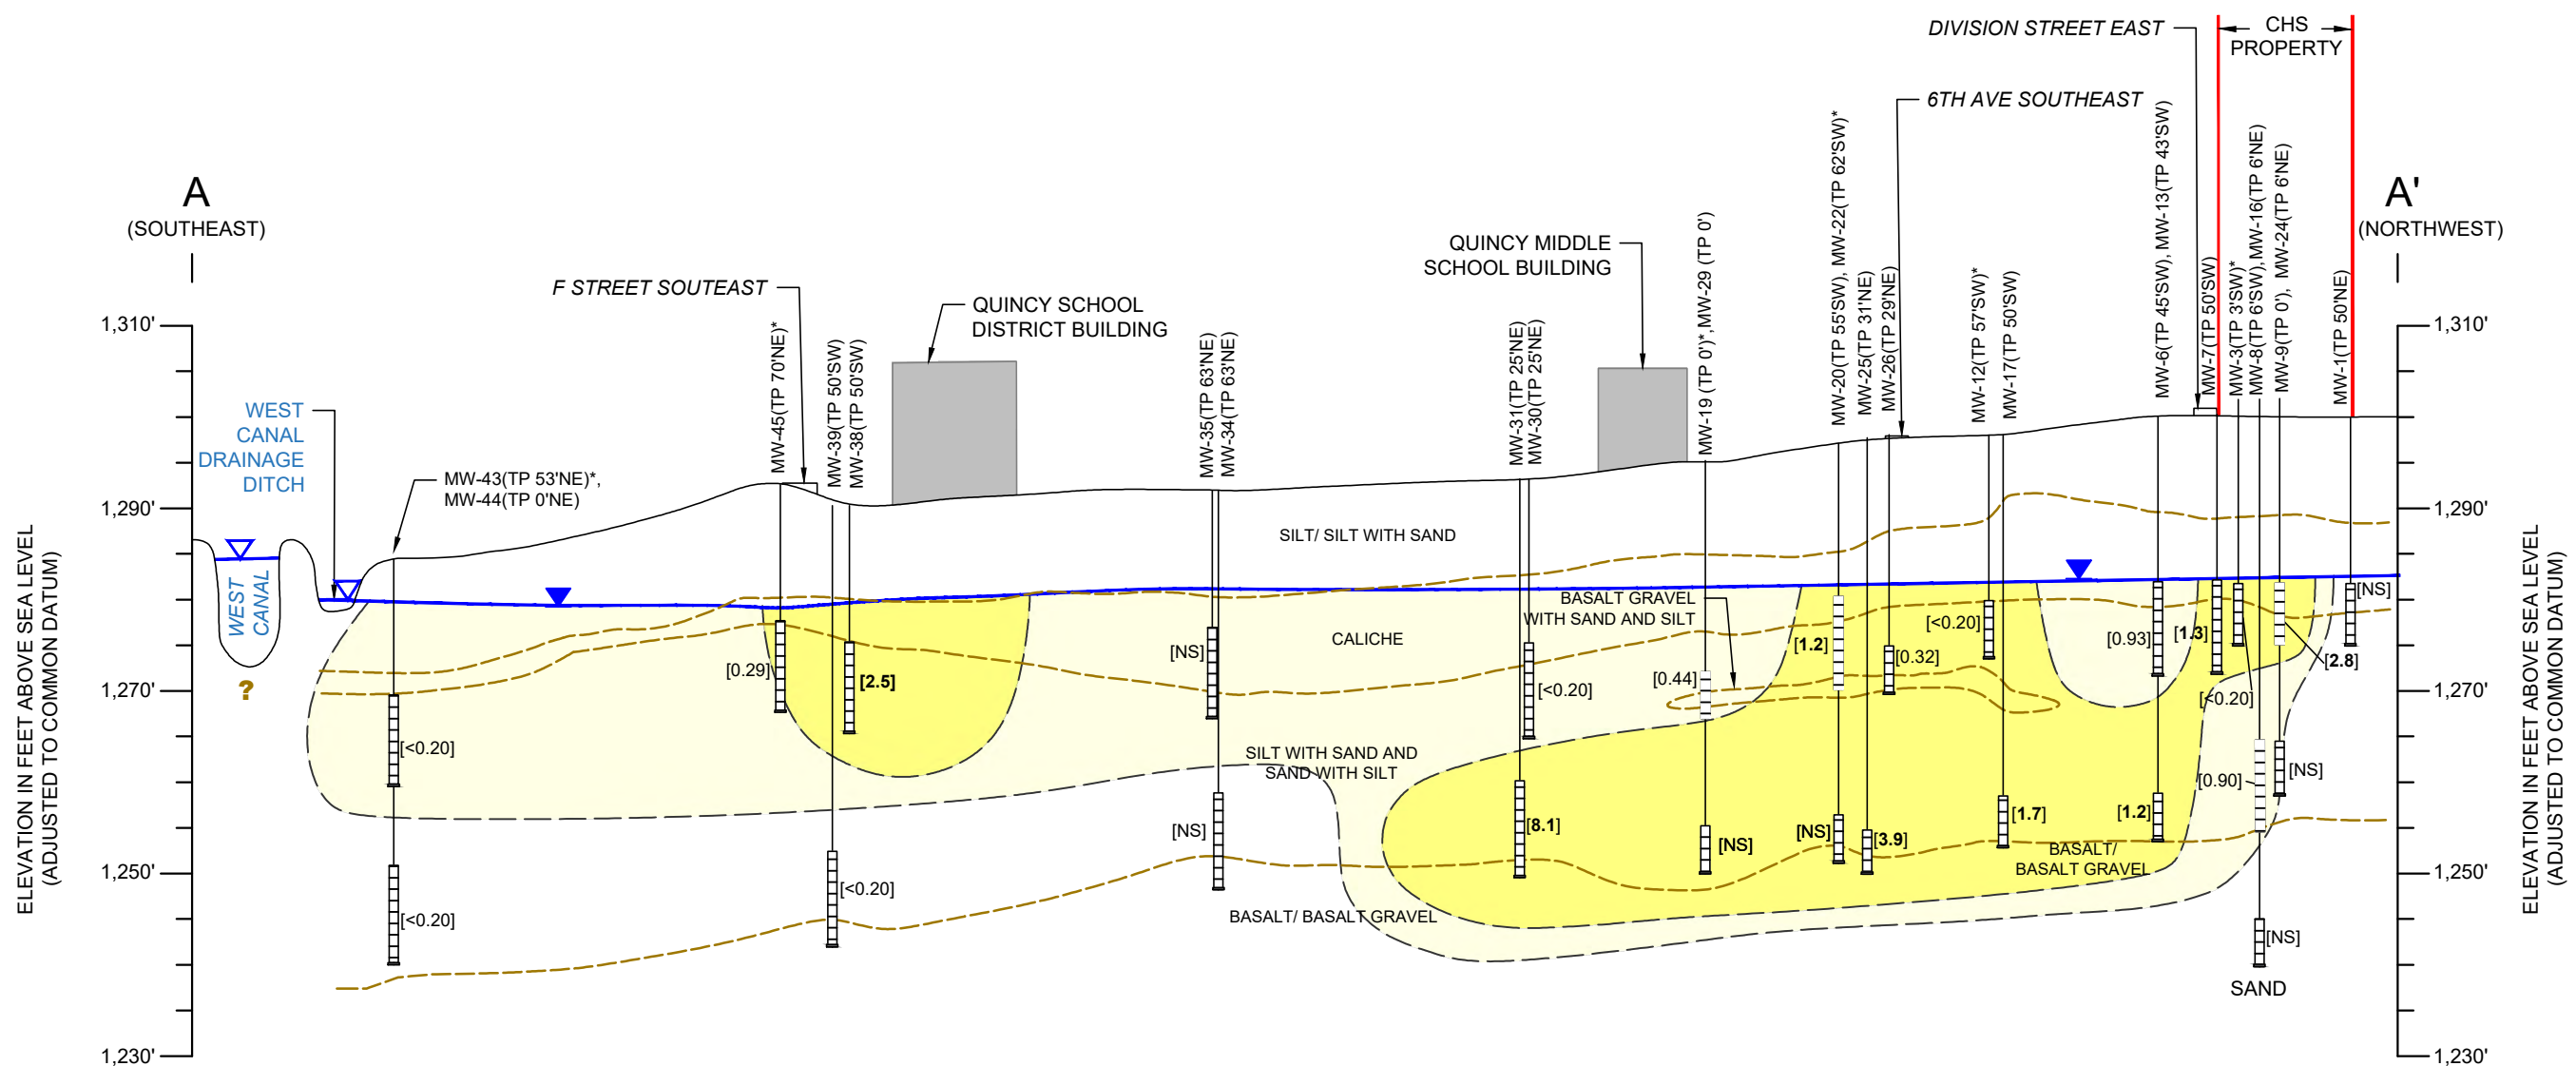 DIVISION STREET EAST
CHS
PROPERTY
6TH AVE SOUTHEAST
A
(SOUTHEAST)
A'
(NORTHWEST)
QUINCY MIDDLE
SCHOOL BUILDING
F STREET SOUTEAST
QUINCY SCHOOL
DISTRICT BUILDING
WEST
CANAL
DRAINAGE
DITCH
MW-43(TP 53'NE)*,
MW-44(TP 0'NE)
MW-45(TP 70'NE)*
MW-39(TP 50'SW)
MW-38(TP 50'SW)
MW-35(TP 63'NE)
MW-34(TP 63'NE)
MW-31(TP 25'NE)
MW-30(TP 25'NE)
MW-19 (TP 0')*,MW-29 (TP 0')
MW-20(TP 55'SW), MW-22(TP 62'SW)*
MW-25(TP 31'NE)
MW-26(TP 29'NE)
MW-12(TP 57'SW)*
MW-17(TP 50'SW)
MW-6(TP 45'SW), MW-13(TP 43'SW)
MW-7(TP 50'SW)
MW-3(TP 3'SW)*
MW-8(TP 6'SW),MW-16(TP 6'NE)
MW-9(TP 0'), MW-24(TP 6'NE)
MW-1(TP 50'NE)
1,310'
1,290'
1,270'
1,250'
1,230'
1,310'
1,290'
1,270'
1,250'
1,230'
ELEVATION IN FEET ABOVE SEA LEVEL
(ADJUSTED TO COMMON DATUM)
ELEVATION IN FEET ABOVE SEA LEVEL
(ADJUSTED TO COMMON DATUM)
WEST
CANAL
?
SILT/ SILT WITH SAND
BASALT GRAVEL
WITH SAND AND SILT
CALICHE
SILT WITH SAND AND
SAND WITH SILT
BASALT/ BASALT GRAVEL
BASALT/
BASALT GRAVEL
SAND
[<0.20]
[<0.20]
[0.29]
[2.5]
[<0.20]
[NS]
[NS]
[<0.20]
[8.1]
[0.44]
[NS]
[1.2]
[NS]
[3.9]
[0.32]
[<0.20]
[1.7]
[0.93]
[1.2]
[1.3]
[<0.20]
[0.90]
[NS]
[2.8]
[NS]
[NS]